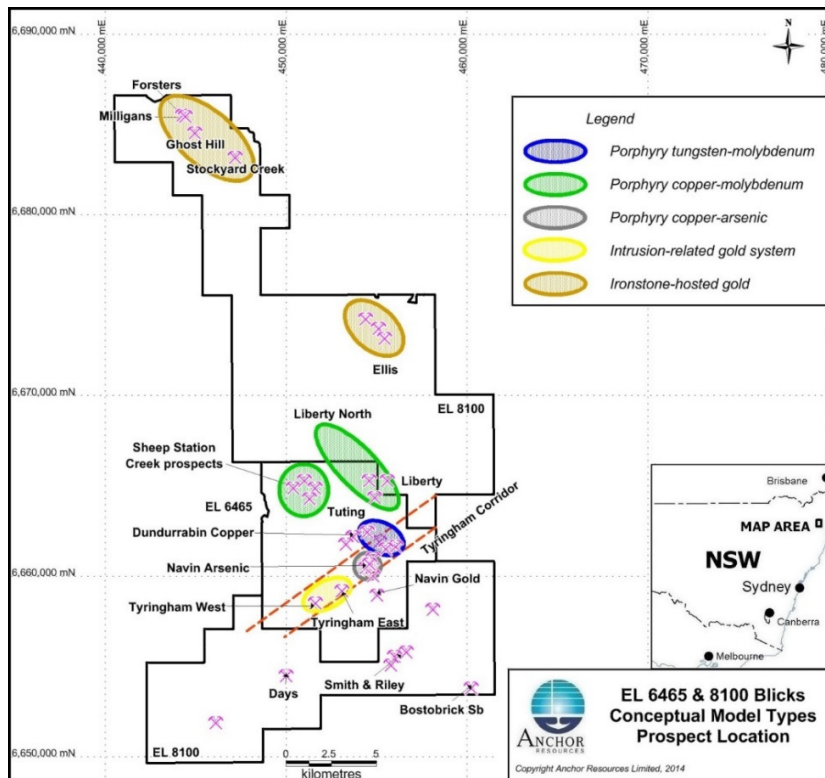 440,000 mE
450,000 mE
460,000 mE
470,000 mE
6,690,000 mN
N
Forsters
Milligans
Ghost Hill
Stockyard Creek
Legend
Porphyry tungsten-molybdenum
Porphyry copper-molybdenum
Porphyry copper-arsenic
Intrusion-related gold system
Ironstone-hosted gold
6,680,000 mN
Ellis
6,670,000 mN
EL 8100
Liberty North
Sheep Station
Creek prospects
Liberty
EL 6465
Tuting
Dundurrabin Copper
Tyringham Corridor
Navin Arsenic
6,660,000 mN
Navin Gold
Tyringham West
Tyringham East
Smith & Riley
Days
Bostobrick Sb
EL 8100
6,650,000 mN
0 5
kilometres
Brisbane
MAP AREA
NSW
Sydney
Canberra
Melbourne
ANCHOR
RESOURCES
EL 6465 & 8100 Blicks
Conceptual Model Types
Prospect Location
Copyright Anchor Resources Limited, 2014